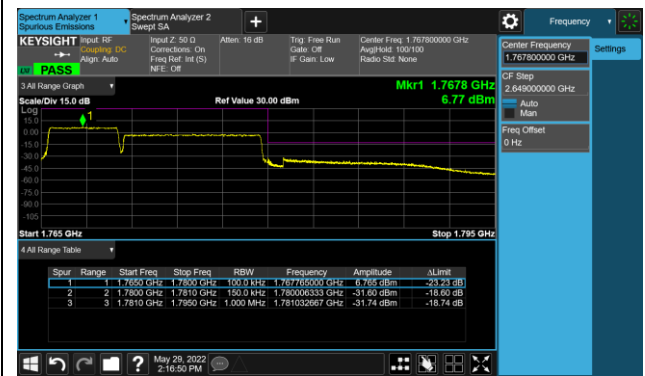 Spectrum Analyzer 1
Spurious Emissions
Spectrum Analyzer 2
Swept SA
+
Frequency
KEYSIGHT
Input: RF
Coupling: DC
Align: Auto
Input Z: 50 Ω
Corrections: On
Freq Ref: Int (S)
NFE: Off
Atten: 16 dB
Trig: Free Run
Gate: Off
IF Gain: Low
Center Freq: 1.767800000 GHz
Avg|Hold: 100/100
Radio Std: None
PASS
Center Frequency
1.767800000 GHz
Settings
CF Step
2.649000000 GHz
Auto
Man
Freq Offset
0 Hz
3 All Range Graph
Mkr1 1.7678 GHz
Scale/Div 15.0 dB
Ref Value 30.00 dBm
6.77 dBm
Log
1
15.0
0.00
-15.0
-30.0
-45.0
-60.0
-75.0
-90.0
-105
Start 1.765 GHz
Stop 1.795 GHz
4 All Range Table
Spur Range Start Freq Stop Freq RBW Frequency Amplitude ΔLimit
1 1 1.7650 GHz 1.7800 GHz 100.0 kHz 1.767765000 GHz 6.765 dBm -23.23 dB
2 2 1.7800 GHz 1.7810 GHz 150.0 kHz 1.780006333 GHz -31.60 dBm -18.60 dB
3 3 1.7810 GHz 1.7950 GHz 1.000 MHz 1.781032667 GHz -31.74 dBm -18.74 dB
?
May 29, 2022
2:16:50 PM